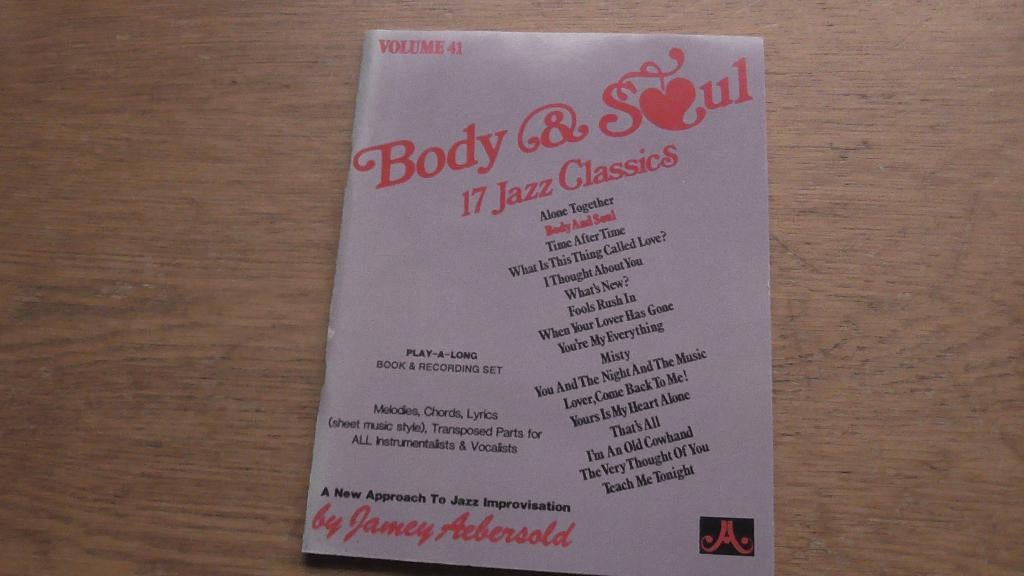 VOLUME 41
Body & Soul
17 Jazz Classics
Alone Together
Body And Soul
Time After Time
What Is This Thing Called Love?
I Thought About You
What's New?
Fools Rush In
When Your Lover Has Gone
You're My Everything
Misty
You And The Night And The Music
Lover, Come Back To Me!
Yours Is My Heart Alone
That's All
I'm An Old Cowhand
The Very Thought Of You
Teach Me Tonight
PLAY-A-LONG
BOOK & RECORDING SET
Melodies, Chords, Lyrics
(sheet music style), Transposed Parts for
ALL Instrumentalists & Vocalists
A New Approach To Jazz Improvisation
by Jamey Aebersold
A